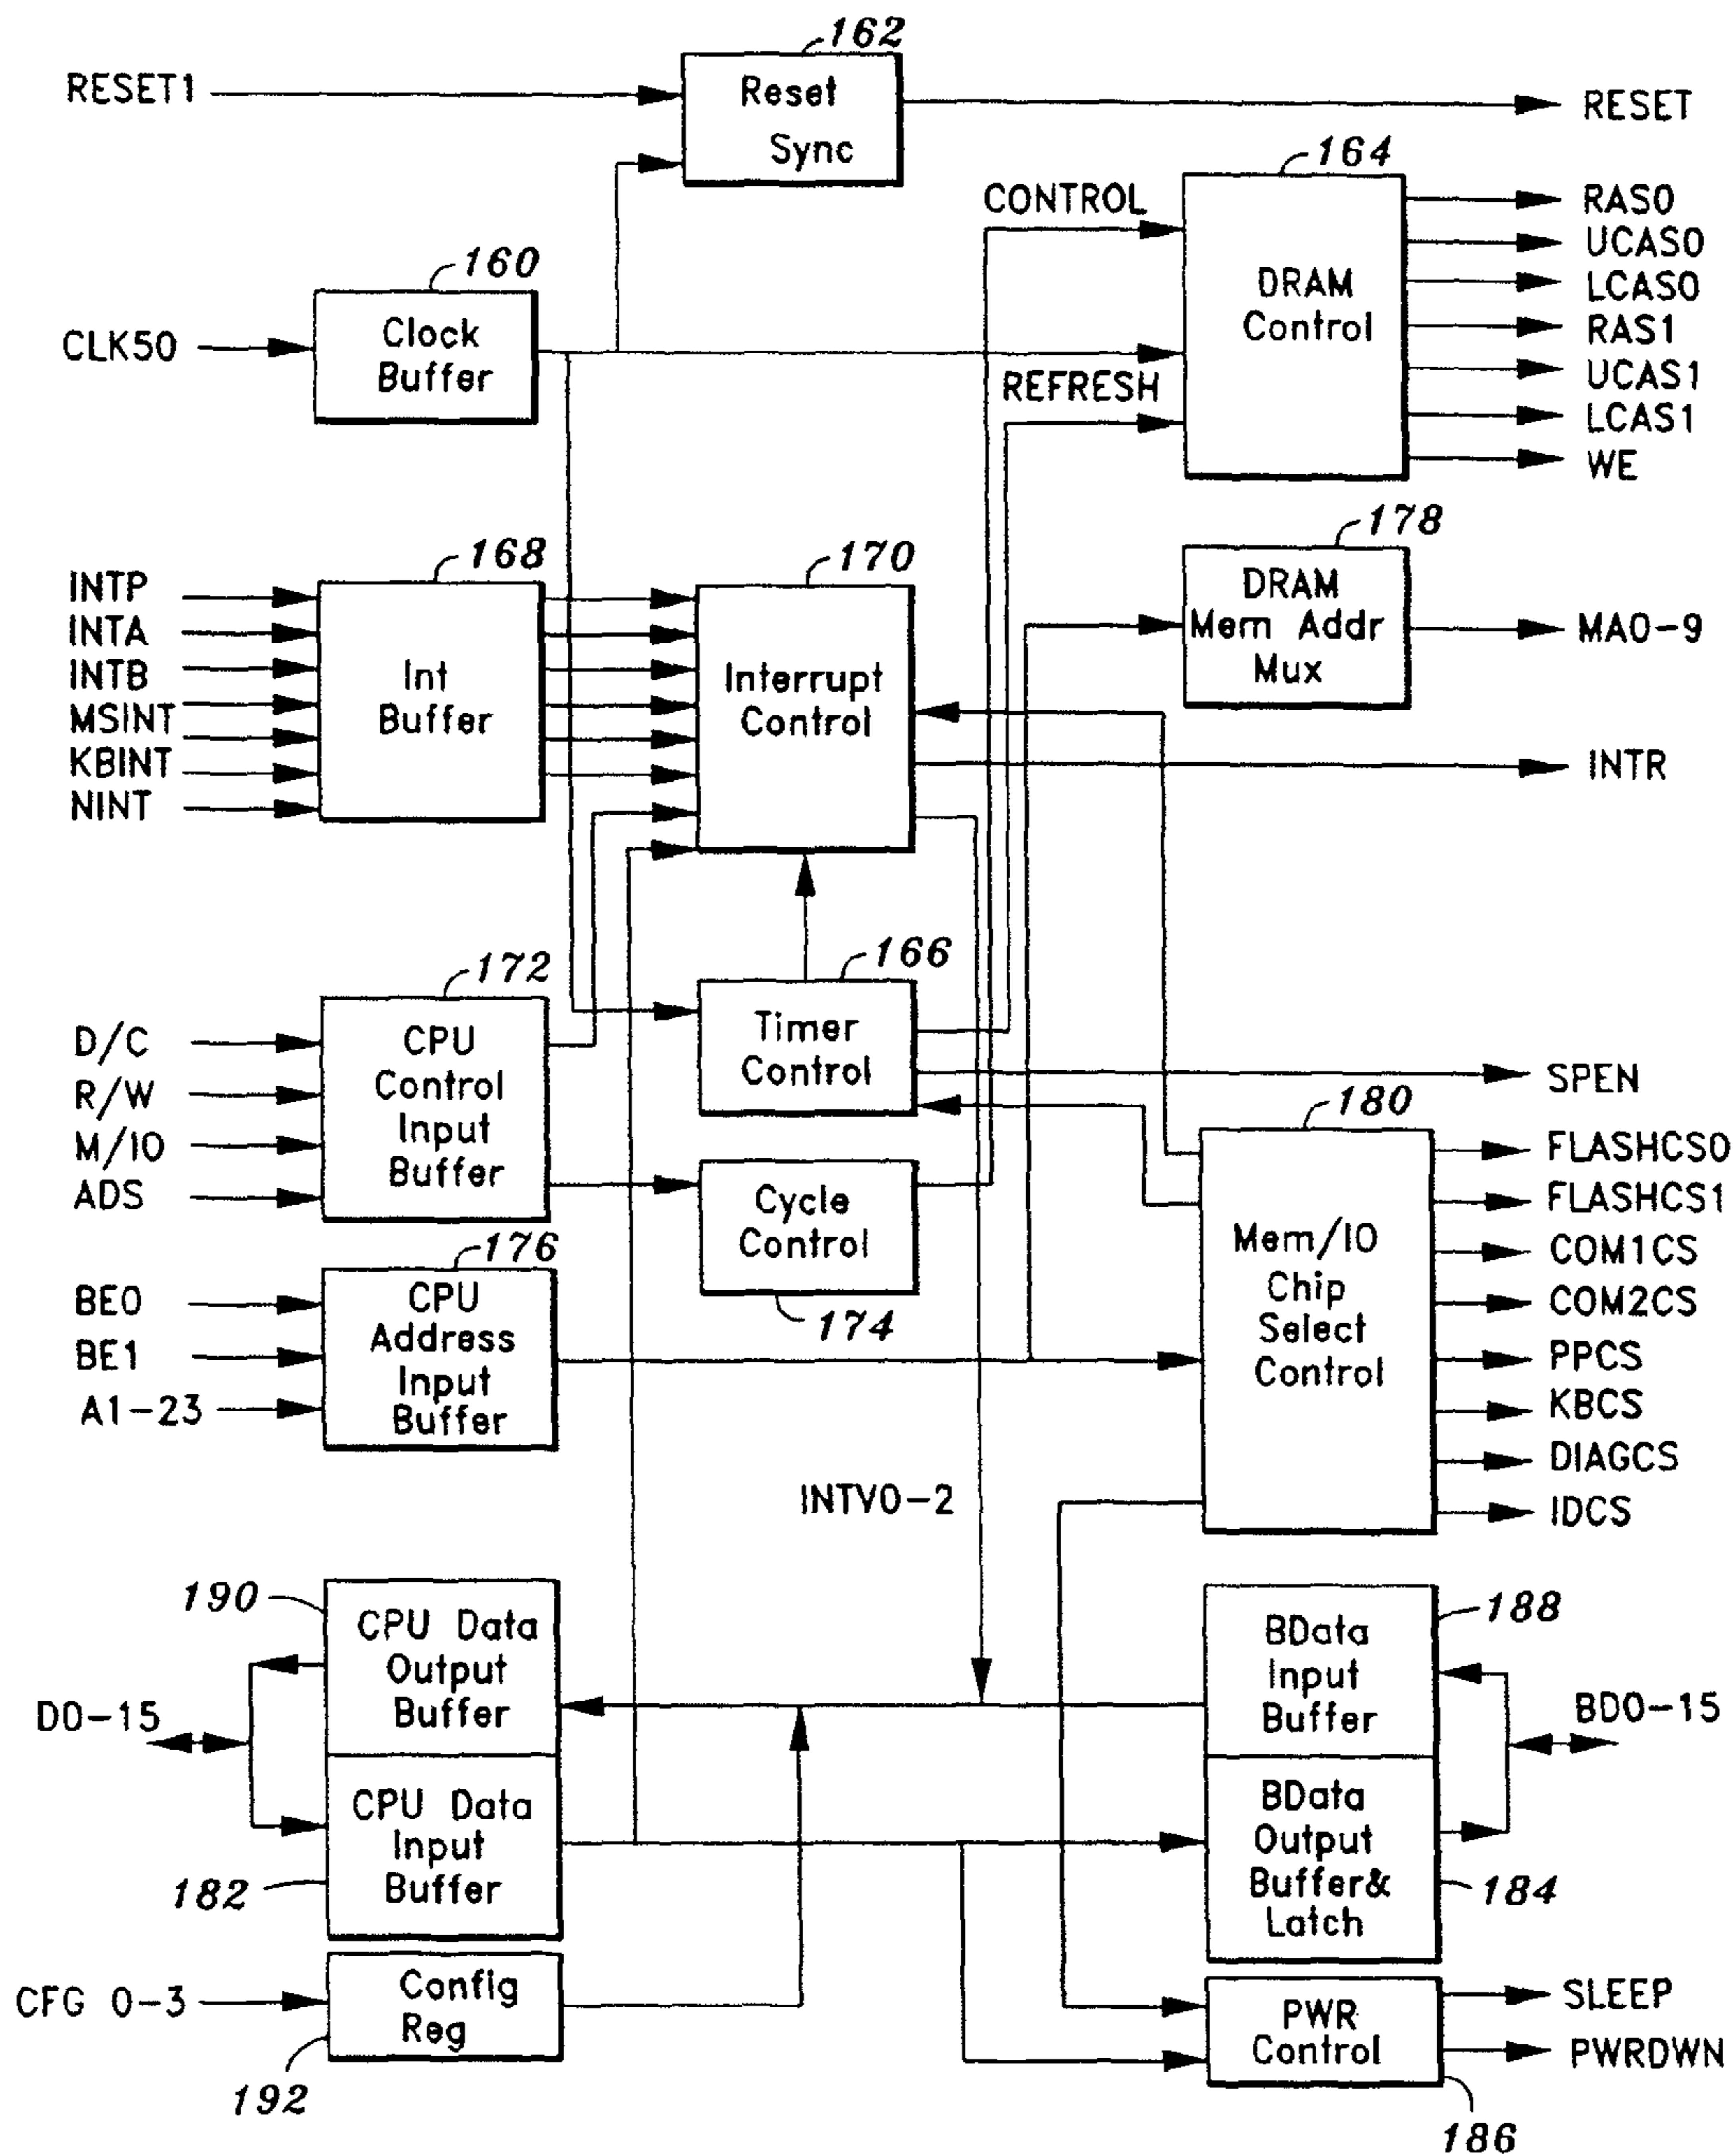 162
RESET1
Reset
Sync
RESET
164
CONTROL
DRAM
Control
RAS0
UCAS0
LCAS0
RAS1
UCAS1
LCAS1
WE
160
CLK50
Clock
Buffer
REFRESH
178
DRAM
Mem Addr
Mux
MA0-9
168
INTP
INTA
INTB
MSINT
KBINT
NINT
Int
Buffer
170
Interrupt
Control
INTR
172
D/C
R/W
M/IO
ADS
CPU
Control
Input
Buffer
166
Timer
Control
SPEN
Cycle
Control
174
180
Mem/IO
Chip
Select
Control
FLASHCS0
FLASHCS1
COM1CS
COM2CS
PPCS
KBCS
DIAGCS
IDCS
176
BE0
BE1
A1-23
CPU
Address
Input
Buffer
INTV0-2
190
CPU Data
Output
Buffer
D0-15
CPU Data
Input
Buffer
182
188
BData
Input
Buffer
BD0-15
BData
Output
Buffer&
Latch
184
CFG 0-3
Config
Reg
192
PWR
Control
SLEEP
PWRDWN
186